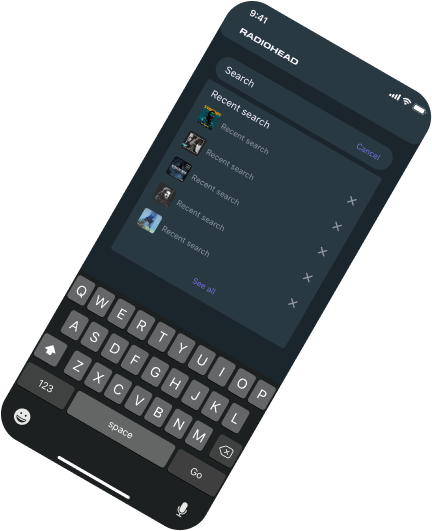 9:41
RADIOHEAD
Search
Cancel
Recent search
Recent search
Recent search
Recent search
Recent search
Recent search
See all
Q W E R T Y U I O P
A S D F G H J K L
Z X C V B N M
123 space Go